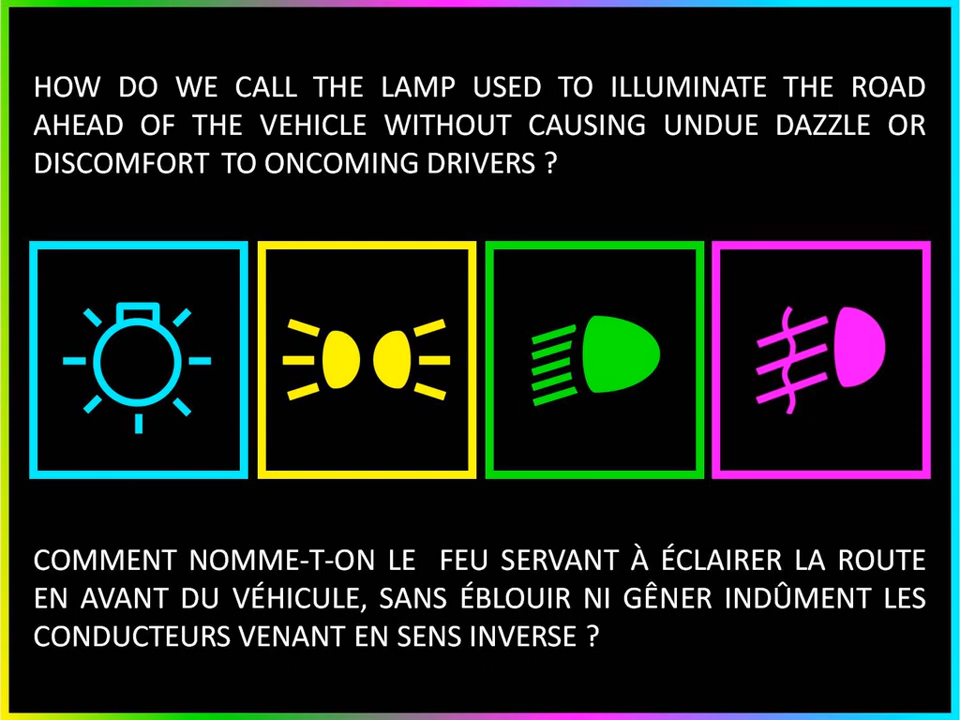 HOW DO WE CALL THE LAMP USED TO ILLUMINATE THE ROAD
AHEAD OF THE VEHICLE WITHOUT CAUSING UNDUE DAZZLE OR
DISCOMFORT TO ONCOMING DRIVERS ?
COMMENT NOMME-T-ON LE FEU SERVANT À ÉCLAIRER LA ROUTE
EN AVANT DU VÉHICULE, SANS ÉBLOUIR NI GÊNER INDÛMENT LES
CONDUCTEURS VENANT EN SENS INVERSE ?